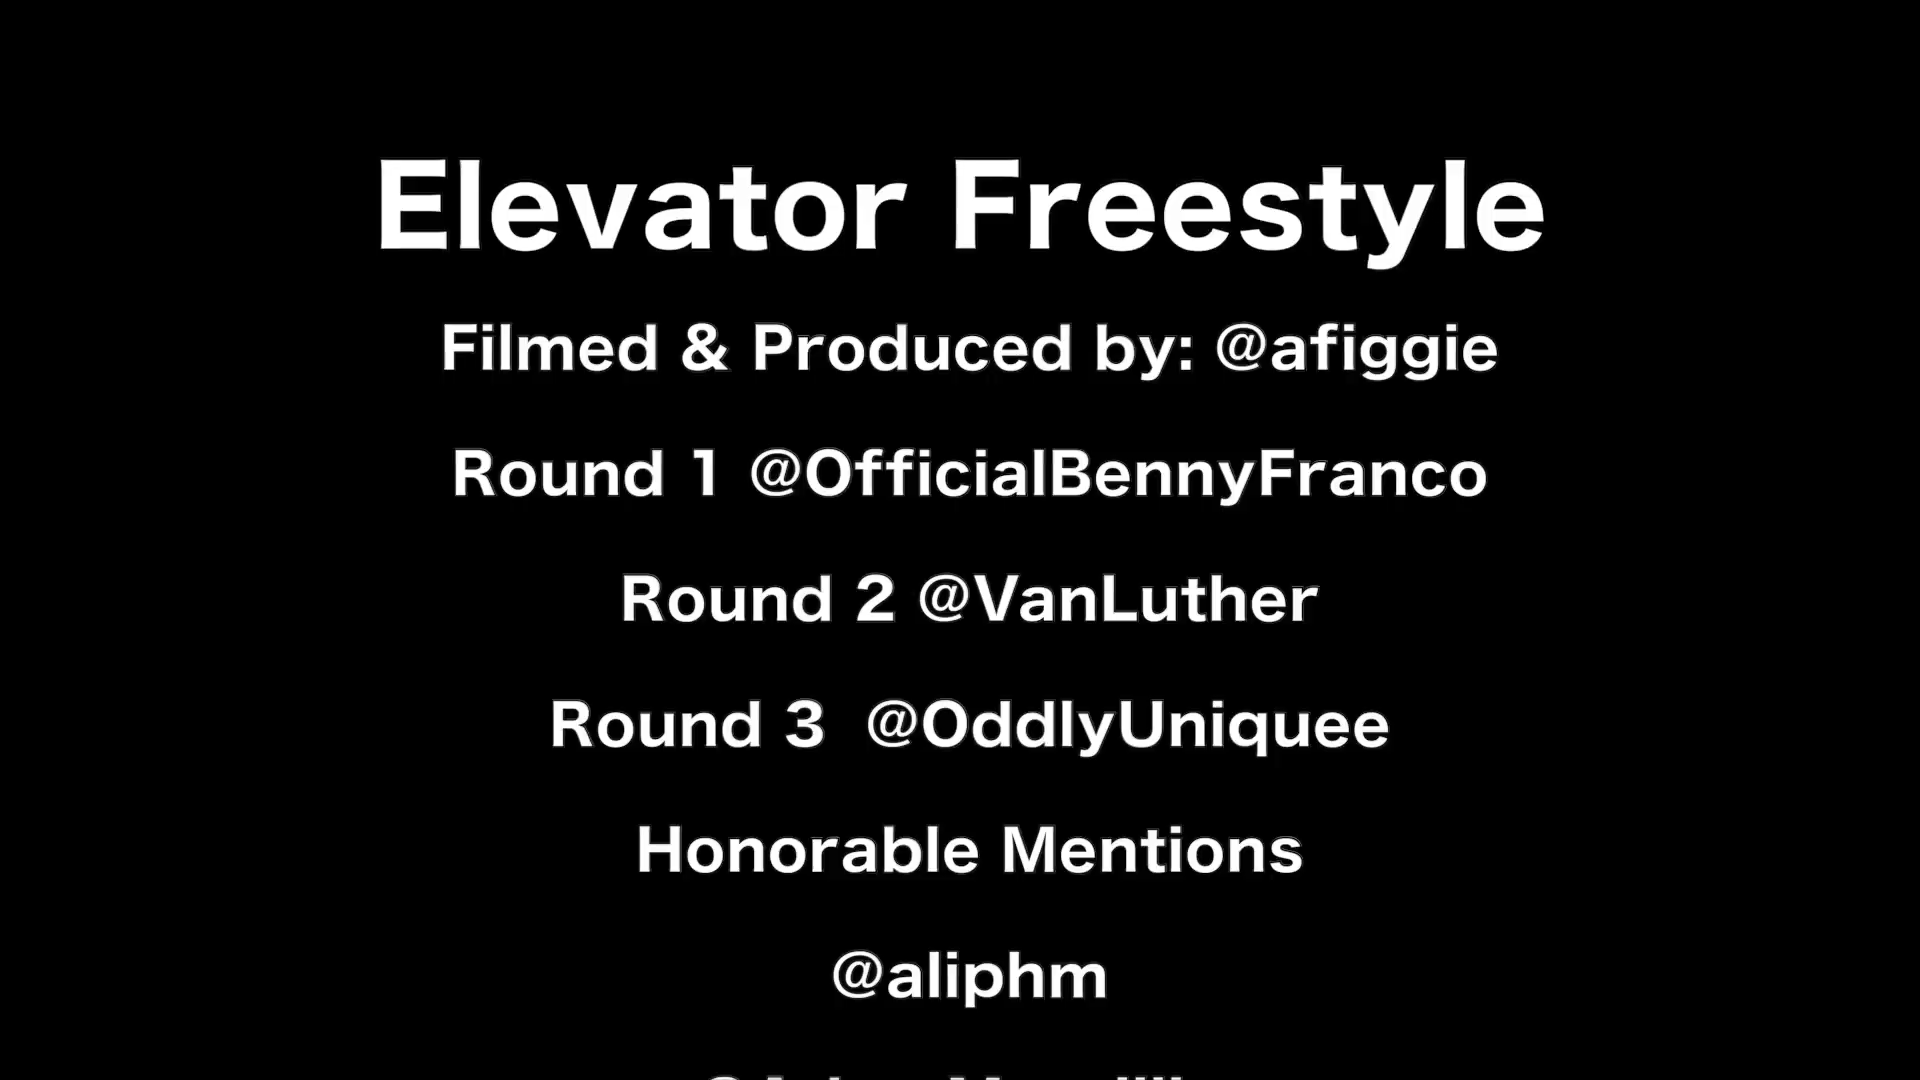 Elevator Freestyle
Filmed & Produced by: @afiggie
Round 1 @OfficialBennyFranco
Round 2 @VanLuther
Round 3  @OddlyUniquee
Honorable Mentions
@aliphm